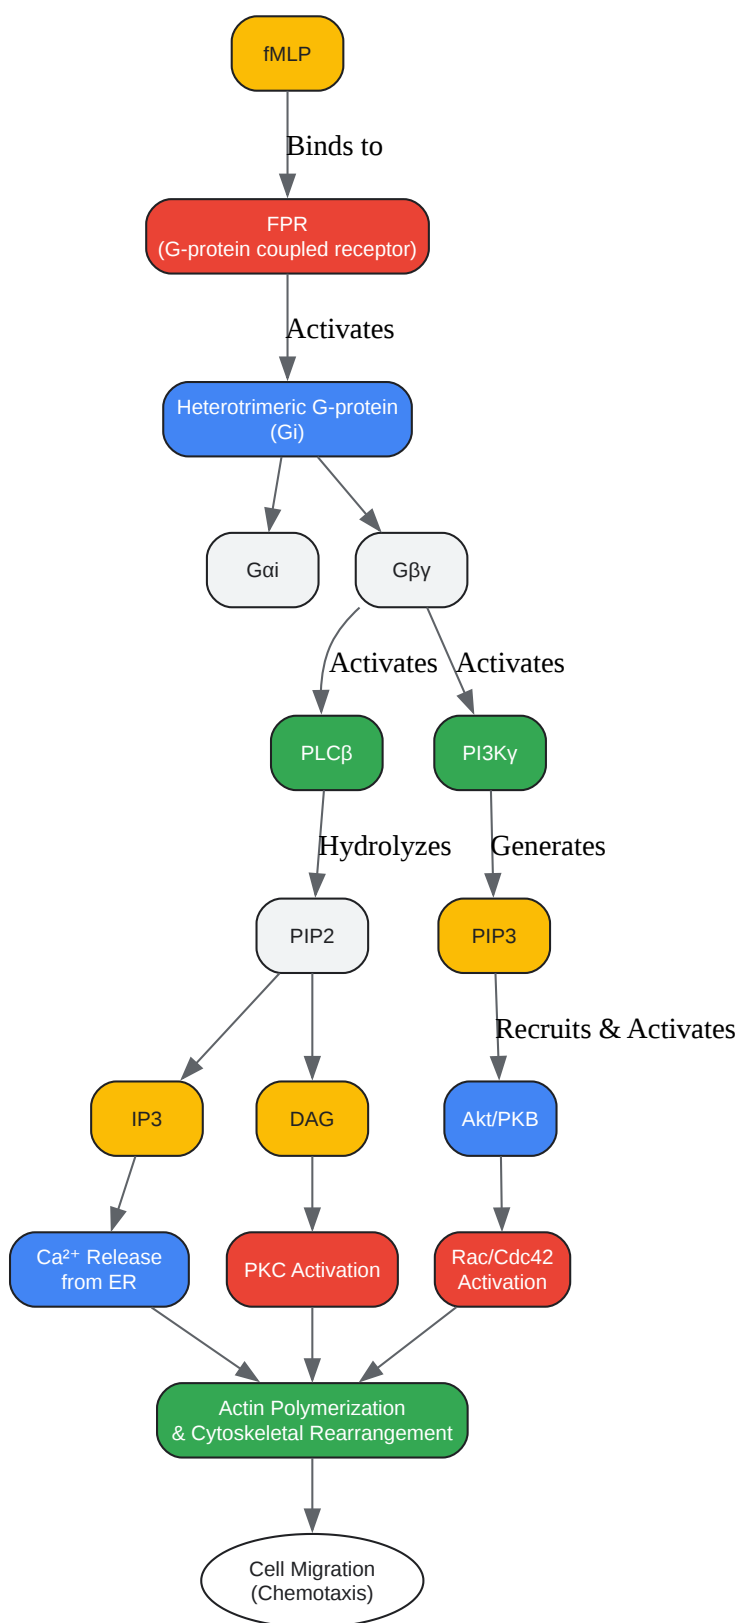 fMLP
Binds to
FPR
(G-protein coupled receptor)
Activates
Heterotrimeric G-protein
(Gi)
Gαi
Gβγ
Activates
Activates
PLCβ
PI3Kγ
Hydrolyzes
Generates
PIP2
PIP3
Recruits & Activates
IP3
DAG
Akt/PKB
Ca²⁺ Release
from ER
PKC Activation
Rac/Cdc42
Activation
Actin Polymerization
& Cytoskeletal Rearrangement
Cell Migration
(Chemotaxis)